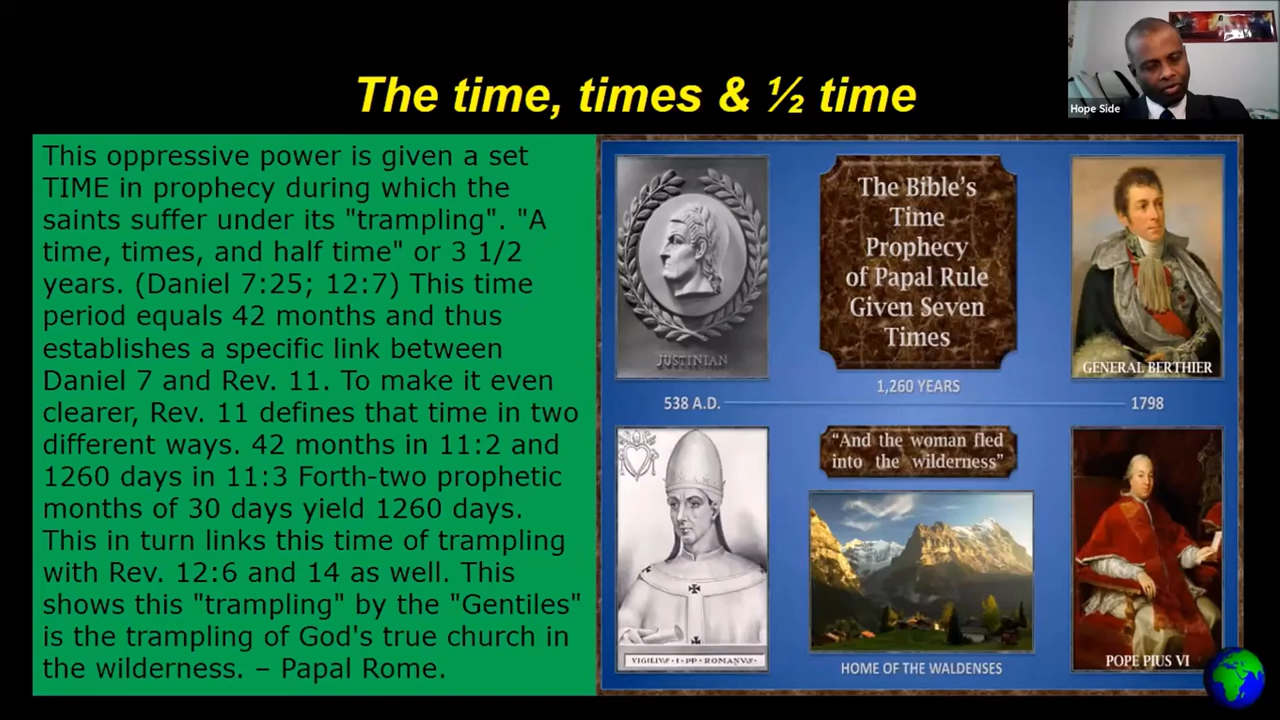 The time, times & ½ time
Hope Side
This oppressive power is given a set
TIME in prophecy during which the
saints suffer under its "trampling". "A
time, times, and half time" or 3 1/2
years. (Daniel 7:25; 12:7) This time
period equals 42 months and thus
establishes a specific link between
Daniel 7 and Rev. 11. To make it even
clearer, Rev. 11 defines that time in two
different ways. 42 months in 11:2 and
1260 days in 11:3 Forth-two prophetic
months of 30 days yield 1260 days.
This in turn links this time of trampling
with Rev. 12:6 and 14 as well. This
shows this "trampling" by the "Gentiles"
is the trampling of God's true church in
the wilderness. – Papal Rome.
JUSTINIAN
The Bible's
Time
Prophecy
of Papal Rule
Given Seven
Times
GENERAL BERTHIER
538 A.D.
1,260 YEARS
1798
"And the woman fled
into the wilderness"
VIGILIVS · I · PP · ROMANVS·
HOME OF THE WALDENSES
POPE PIUS VI